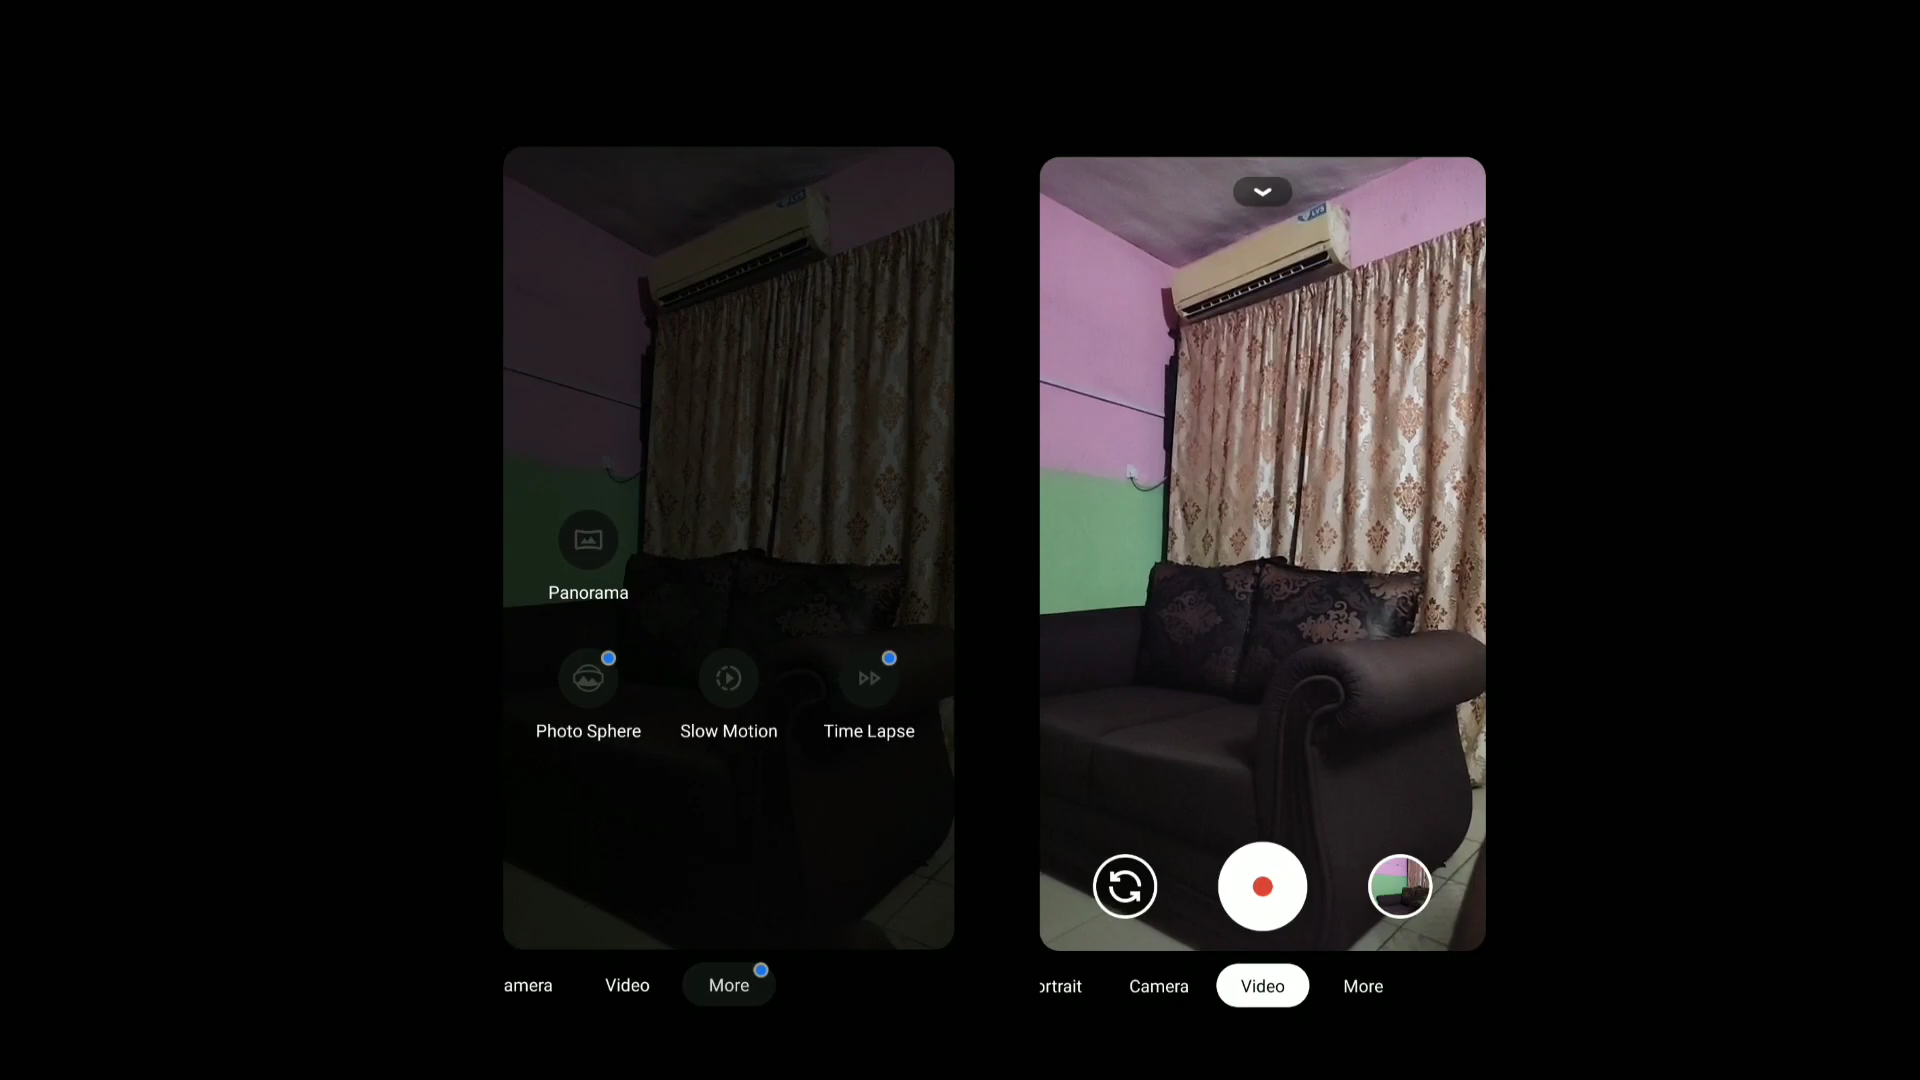 Panorama
Photo Sphere
Slow Motion
Time Lapse
amera
Video
More
ortrait
Camera
Video
More